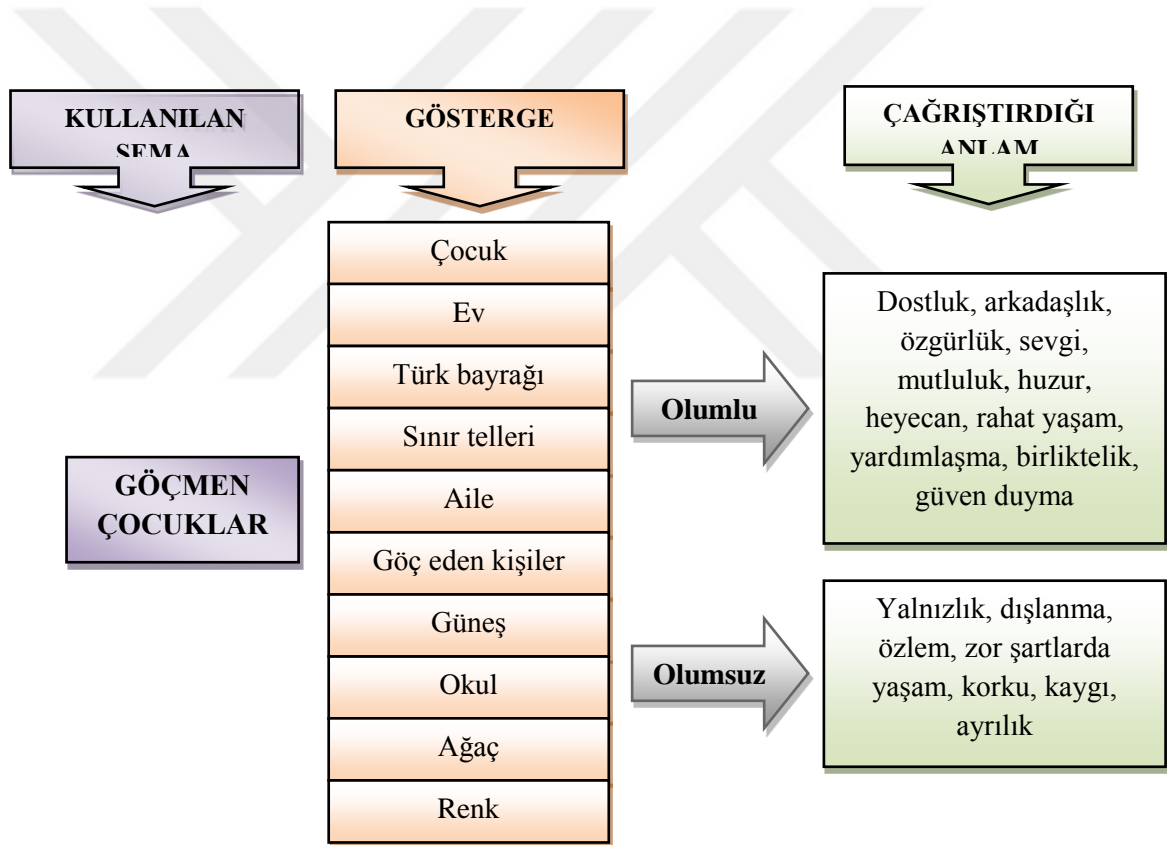 KULLANILAN
ŞEMA
GÖSTERGE
ÇAĞRIŞTIRDIĞI
ANLAM
GÖÇMEN
ÇOCUKLAR
Çocuk
Ev
Türk bayrağı
Sınır telleri
Aile
Göç eden kişiler
Güneş
Okul
Ağaç
Renk
Olumlu
Dostluk, arkadaşlık,
özgürlük, sevgi,
mutluluk, huzur,
heyecan, rahat yaşam,
yardımlaşma, birliktelik,
güven duyma
Olumsuz
Yalnızlık, dışlanma,
özlem, zor şartlarda
yaşam, korku, kaygı,
ayrılık